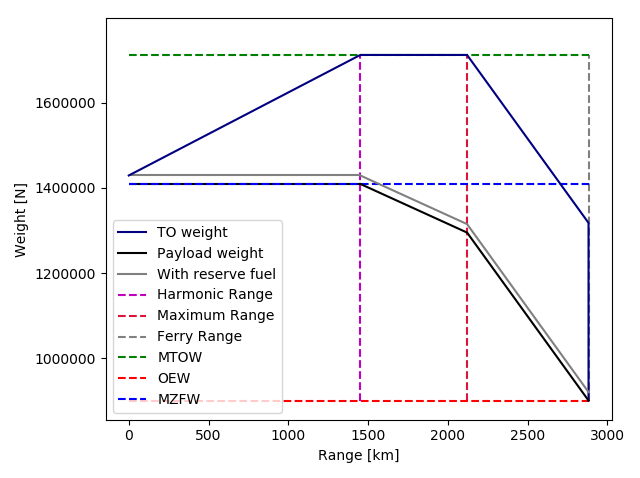 1600000
1400000
1200000
1000000
Weight [N]
TO weight
Payload weight
With reserve fuel
Harmonic Range
Maximum Range
Ferry Range
MTOW
OEW
MZFW
0 500 1000 1500 2000 2500 3000
Range [km]